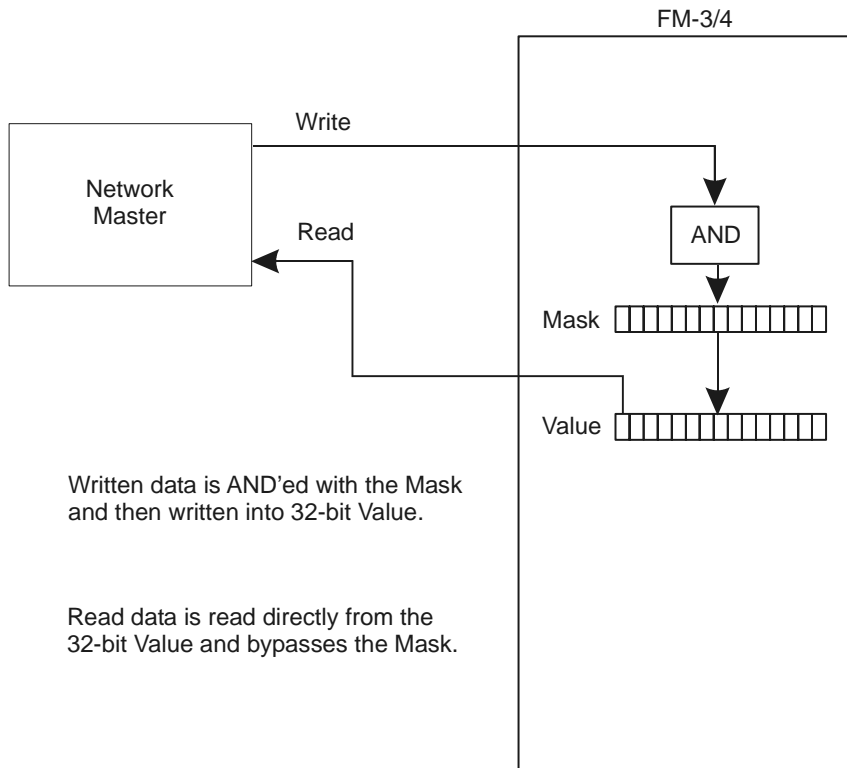 FM-3/4
Write
Network
Master
Read
AND
Mask
Value
Written data is AND'ed with the Mask
and then written into 32-bit Value.
Read data is read directly from the
32-bit Value and bypasses the Mask.